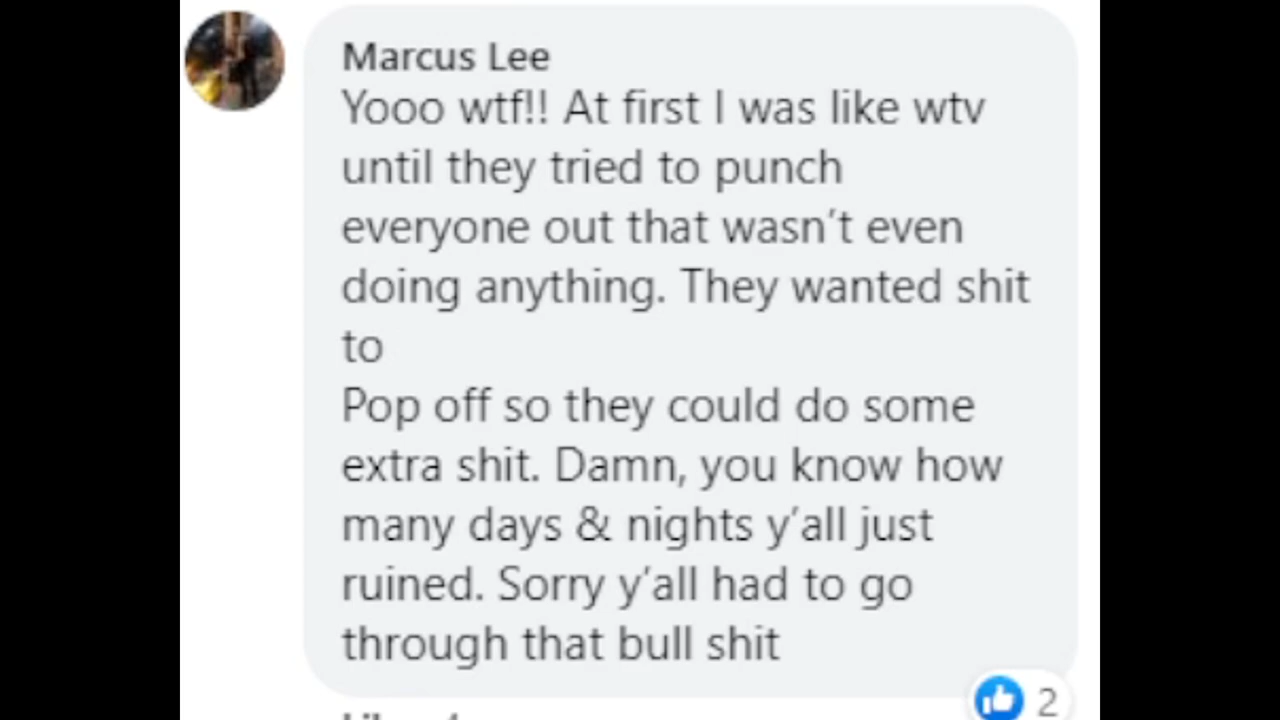 Marcus Lee
Yooo wtf!! At first I was like wtv
until they tried to punch
everyone out that wasn't even
doing anything. They wanted shit
to
Pop off so they could do some
extra shit. Damn, you know how
many days & nights y'all just
ruined. Sorry y'all had to go
through that bull shit
2